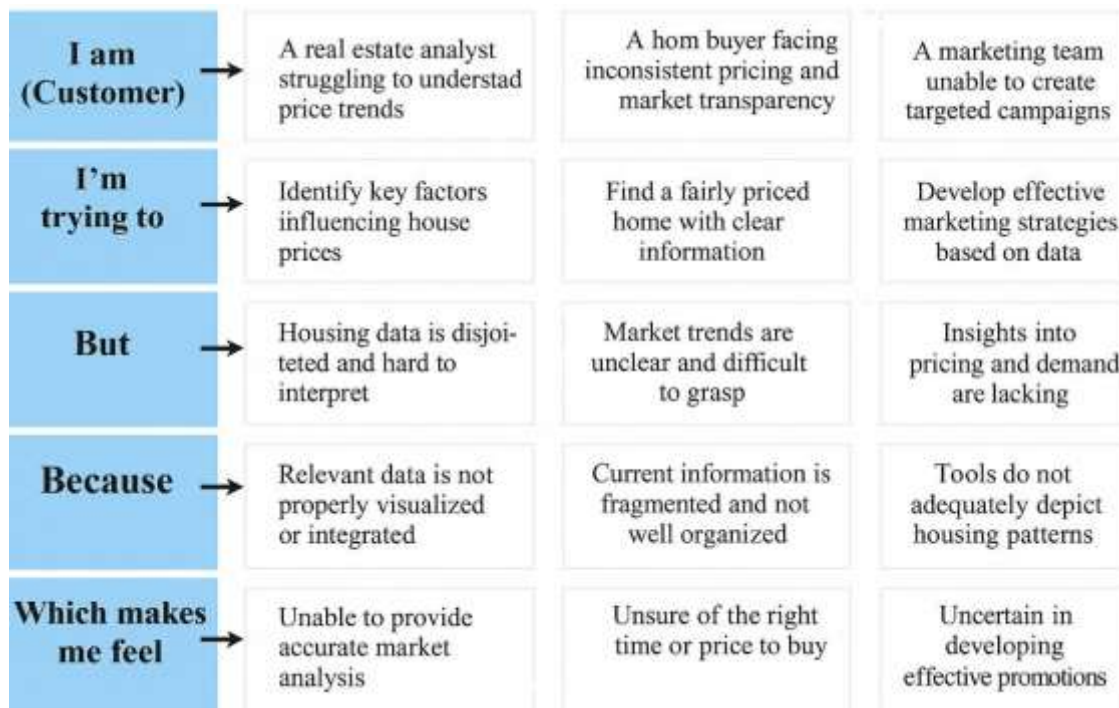 I am
(Customer)
A real estate analyst
struggling to understad
price trends
A hom buyer facing
inconsistent pricing and
market transparency
A marketing team
unable to create
targeted campaigns
I’m
trying to
Identify key factors
iinfluencing house
prices
Find a fairly priced
home with clear
information
Develop effective
marketing strategies
based on data
But
Housing data is disjoi-
teted and hard to
interpret
Market trends are
unclear and difficult
to grasp
Insights into
pricing and demand
are lacking
Because
Relevant data is not
properly visualized
or integrated
Current information is
fragmented and not
well organized
Tools do not
adequately depict
housing patterns
Which makes
me feel
Unable to provide
accurate market
analysis
Unsure of the right
time or price to buy
Uncertain in
developing
effective promotions